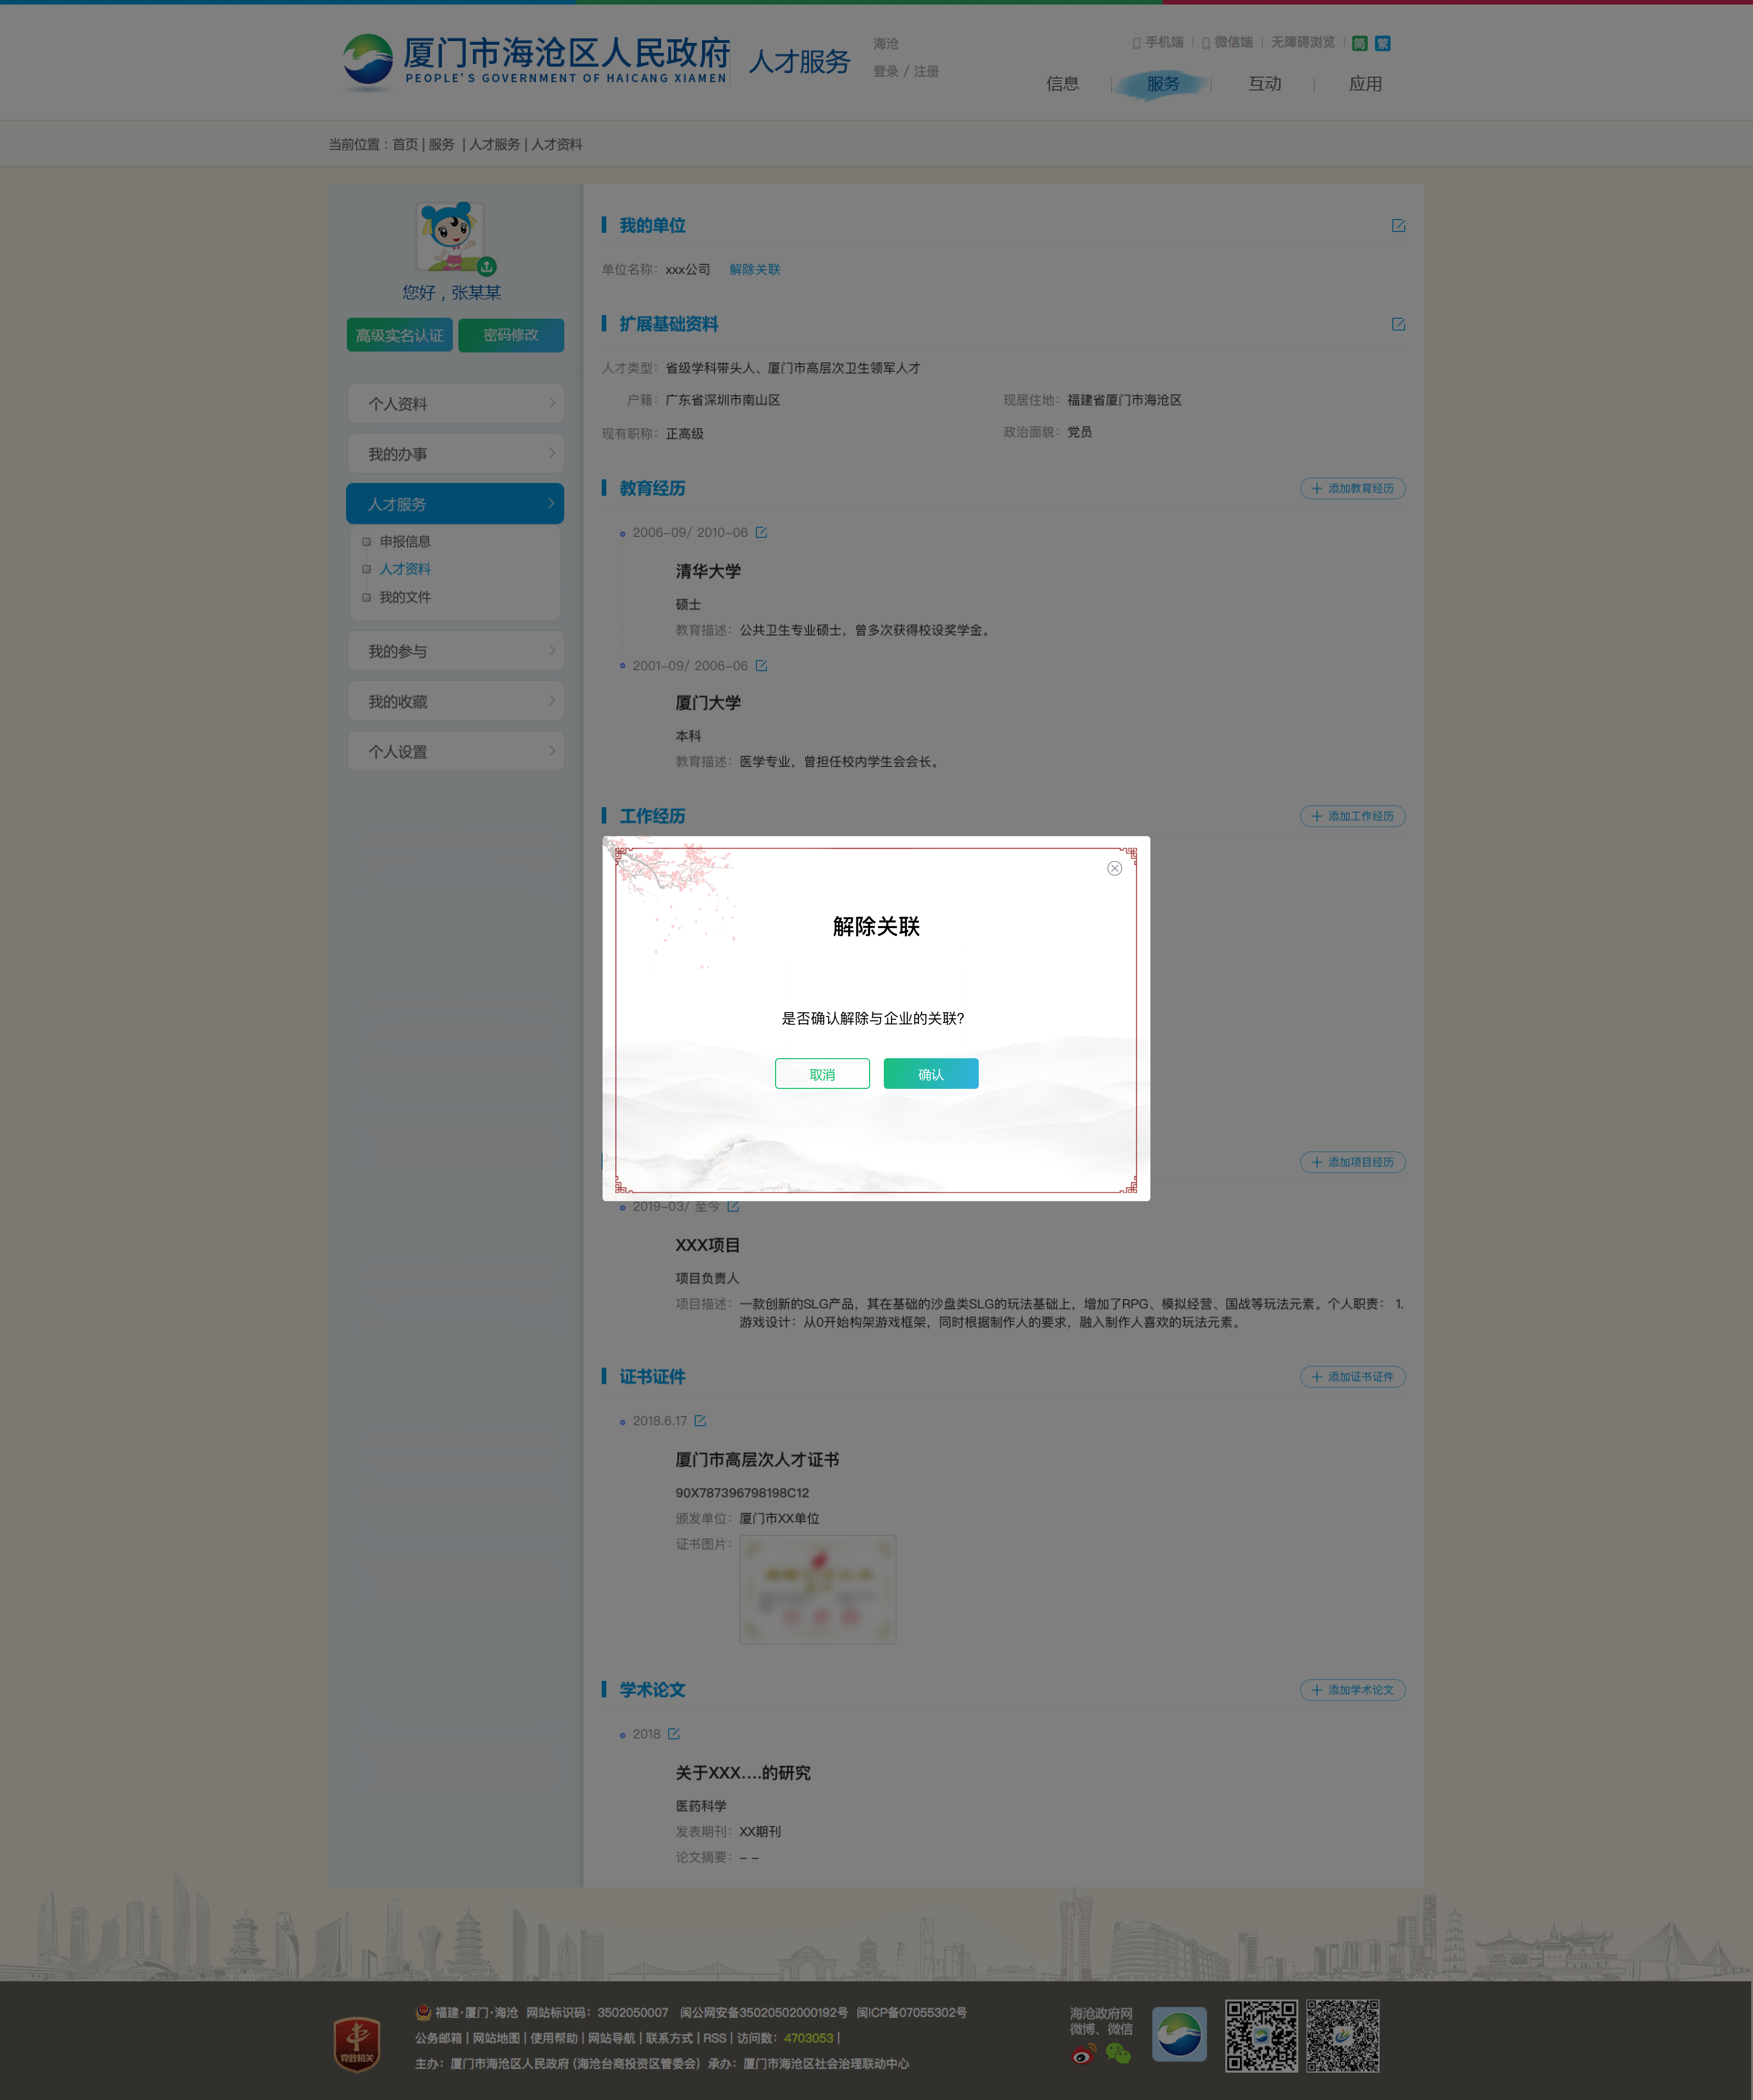 厦门市海沧区人民政府
PEOPLE'S GOVERNMENT OF HAICANG XIAMEN
人才服务
海沧
登录 / 注册
手机端 | 微信端 | 无障碍浏览 | 简 繁
信息 | 服务 | 互动 | 应用
当前位置：首页 | 服务 | 人才服务 | 人才资料
您好，张某某
高级实名认证 密码修改
个人资料
我的办事
人才服务
申报信息
人才资料
我的文件
我的参与
我的收藏
个人设置
我的单位
单位名称： xxx公司 解除关联
扩展基础资料
人才类型： 省级学科带头人、厦门市高层次卫生领军人才
户籍： 广东省深圳市南山区 现居住地： 福建省厦门市海沧区
现有职称： 正高级 政治面貌： 党员
教育经历 + 添加教育经历
2006-09/ 2010-06
清华大学
硕士
教育描述： 公共卫生专业硕士，曾多次获得校设奖学金。
2001-09/ 2006-06
厦门大学
本科
教育描述： 医学专业，曾担任校内学生会会长。
工作经历 + 添加工作经历
解除关联
是否确认解除与企业的关联?
取消 确认
+ 添加项目经历
2019-03/ 至今
XXX项目
项目负责人
项目描述： 一款创新的SLG产品，其在基础的沙盘类SLG的玩法基础上，增加了RPG、模拟经营、国战等玩法元素。个人职责： 1.
游戏设计：从0开始构架游戏框架，同时根据制作人的要求，融入制作人喜欢的玩法元素。
证书证件 + 添加证书证件
2018.6.17
厦门市高层次人才证书
90X787396798198C12
颁发单位： 厦门市XX单位
证书图片：
学术论文 + 添加学术论文
2018
关于XXX....的研究
医药科学
发表期刊： XX期刊
论文摘要： – –
党政机关
福建·厦门·海沧 网站标识码：3502050007 闽公网安备35020502000192号 闽ICP备07055302号
公务邮箱 | 网站地图 | 使用帮助 | 网站导航 | 联系方式 | RSS | 访问数：4703053 |
主办：厦门市海沧区人民政府 (海沧台商投资区管委会) 承办：厦门市海沧区社会治理联动中心
海沧政府网
微博、微信